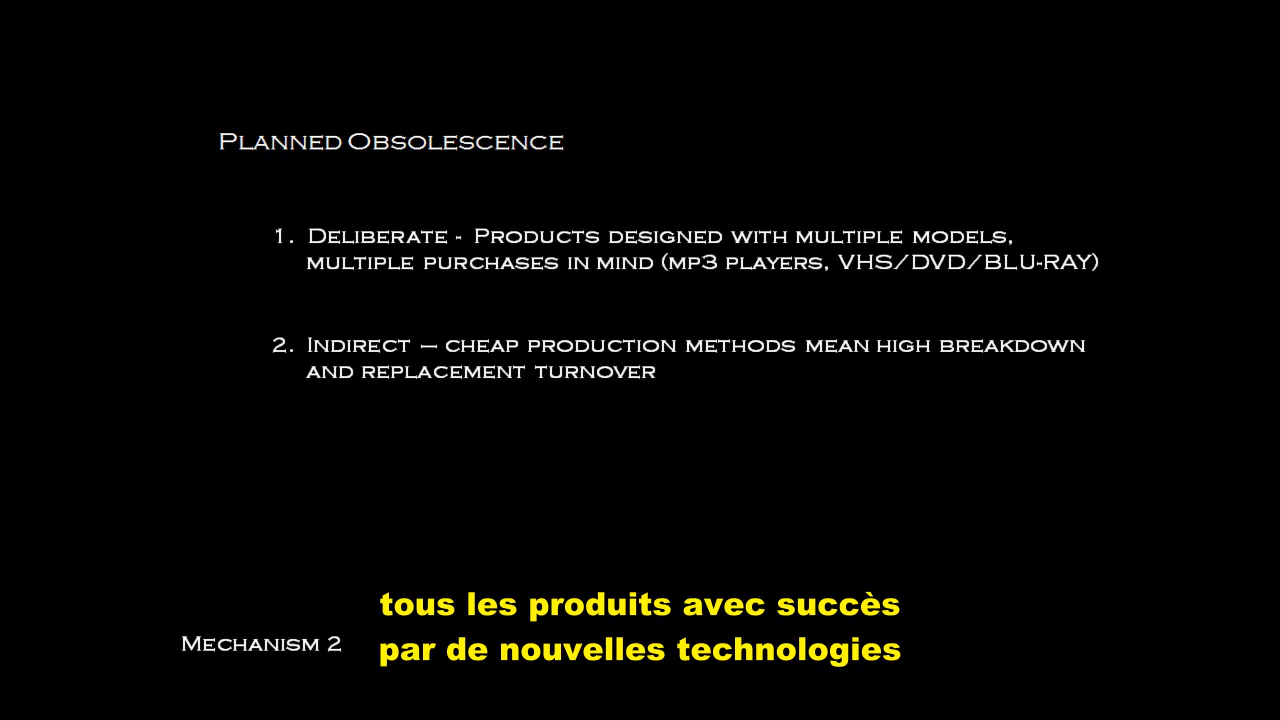 Planned Obsolescence
1. Deliberate - Products designed with multiple models,
multiple purchases in mind (mp3 players, VHS/DVD/BLU-RAY)
2. Indirect – cheap production methods mean high breakdown
and replacement turnover
tous les produits avec succès
Mechanism 2
par de nouvelles technologies